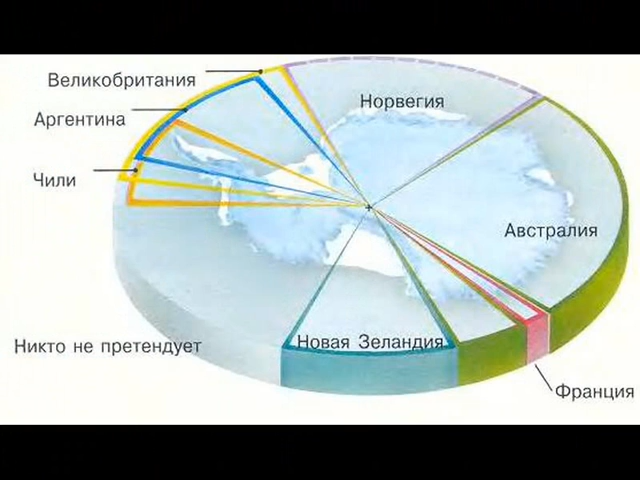 Великобритания
Норвегия
Аргентина
Чили
Австралия
Никто не претендует
Новая Зеландия
Франция